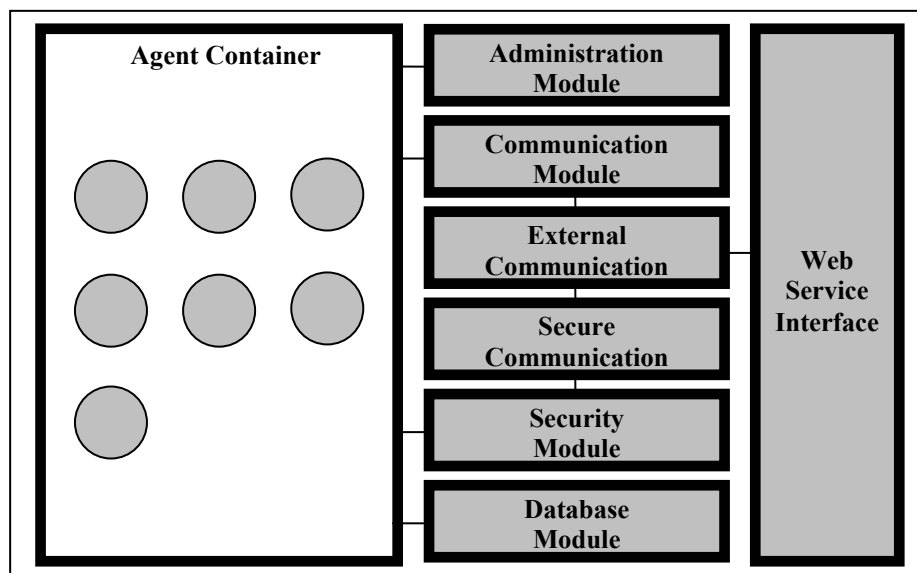 Agent Container
Administration
Module
Communication
Module
External
Communication
Secure
Communication
Security
Module
Database
Module
Web
Service
Interface